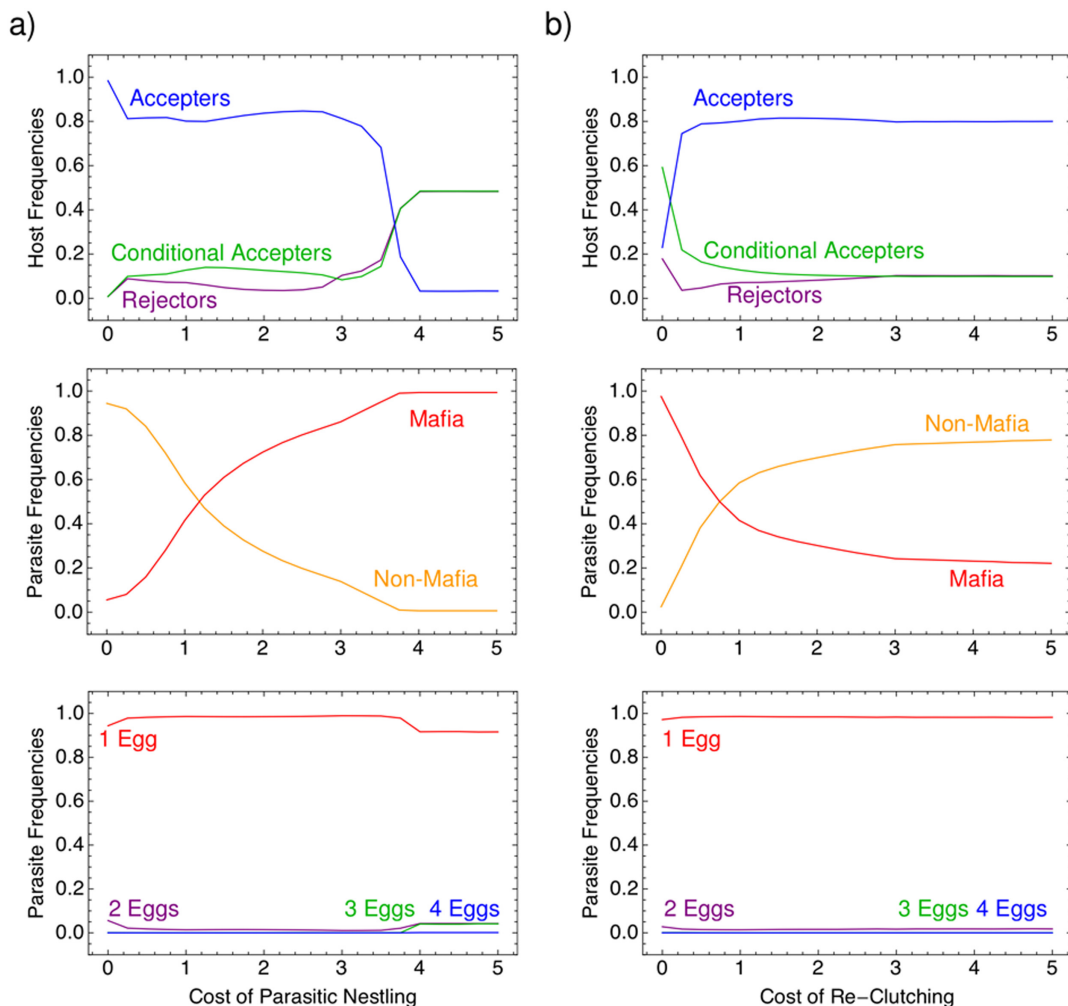 a)
b)
Host Frequencies
1.0
0.8
0.6
0.4
0.2
0.0
Accepters
Conditional Accepters
Rejectors
0 1 2 3 4 5
Host Frequencies
1.0
0.8
0.6
0.4
0.2
0.0
Accepters
Conditional Accepters
Rejectors
0 1 2 3 4 5
Parasite Frequencies
1.0
0.8
0.6
0.4
0.2
0.0
Mafia
Non-Mafia
0 1 2 3 4 5
Parasite Frequencies
1.0
0.8
0.6
0.4
0.2
0.0
Non-Mafia
Mafia
0 1 2 3 4 5
Parasite Frequencies
1.0
0.8
0.6
0.4
0.2
0.0
1 Egg
2 Eggs 3 Eggs 4 Eggs
0 1 2 3 4 5
Cost of Parasitic Nestling
Parasite Frequencies
1.0
0.8
0.6
0.4
0.2
0.0
1 Egg
2 Eggs 3 Eggs 4 Eggs
0 1 2 3 4 5
Cost of Re-Clutching